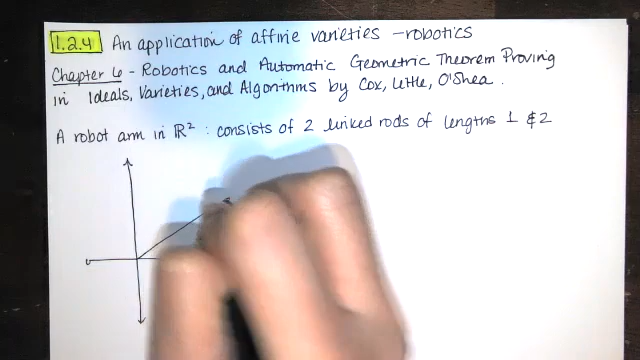 1.2.4 An application of affine varieties - robotics
Chapter 6 - Robotics and Automatic Geometric Theorem Proving
in Ideals, Varieties, and Algorithms by Cox, Little, O'Shea.
A robot arm in ℝ² : consists of 2 linked rods of lengths 1 & 2